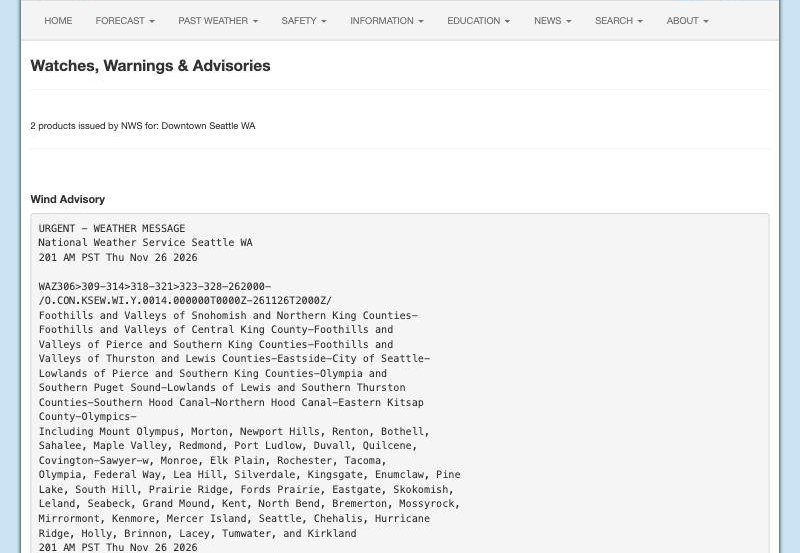 HOME FORECAST PAST WEATHER SAFETY INFORMATION EDUCATION NEWS SEARCH ABOUT
Watches, Warnings & Advisories
2 products issued by NWS for: Downtown Seattle WA
Wind Advisory
URGENT - WEATHER MESSAGE
National Weather Service Seattle WA
201 AM PST Thu Nov 26 2026
WAZ306>309-314>318-321>323-328-262000-
/O.CON.KSEW.WI.Y.0014.000000T0000Z-261126T2000Z/
Foothills and Valleys of Snohomish and Northern King Counties-
Foothills and Valleys of Central King County-Foothills and
Valleys of Pierce and Southern King Counties-Foothills and
Valleys of Thurston and Lewis Counties-Eastside-City of Seattle-
Lowlands of Pierce and Southern King Counties-Olympia and
Southern Puget Sound-Lowlands of Lewis and Southern Thurston
Counties-Southern Hood Canal-Northern Hood Canal-Eastern Kitsap
County-Olympics-
Including Mount Olympus, Morton, Newport Hills, Renton, Bothell,
Sahalee, Maple Valley, Redmond, Port Ludlow, Duvall, Quilcene,
Covington-Sawyer-w, Monroe, Elk Plain, Rochester, Tacoma,
Olympia, Federal Way, Lea Hill, Silverdale, Kingsgate, Enumclaw, Pine
Lake, South Hill, Prairie Ridge, Fords Prairie, Eastgate, Skokomish,
Leland, Seabeck, Grand Mound, Kent, North Bend, Bremerton, Mossyrock,
Mirrormont, Kenmore, Mercer Island, Seattle, Chehalis, Hurricane
Ridge, Holly, Brinnon, Lacey, Tumwater, and Kirkland
201 AM PST Thu Nov 26 2026